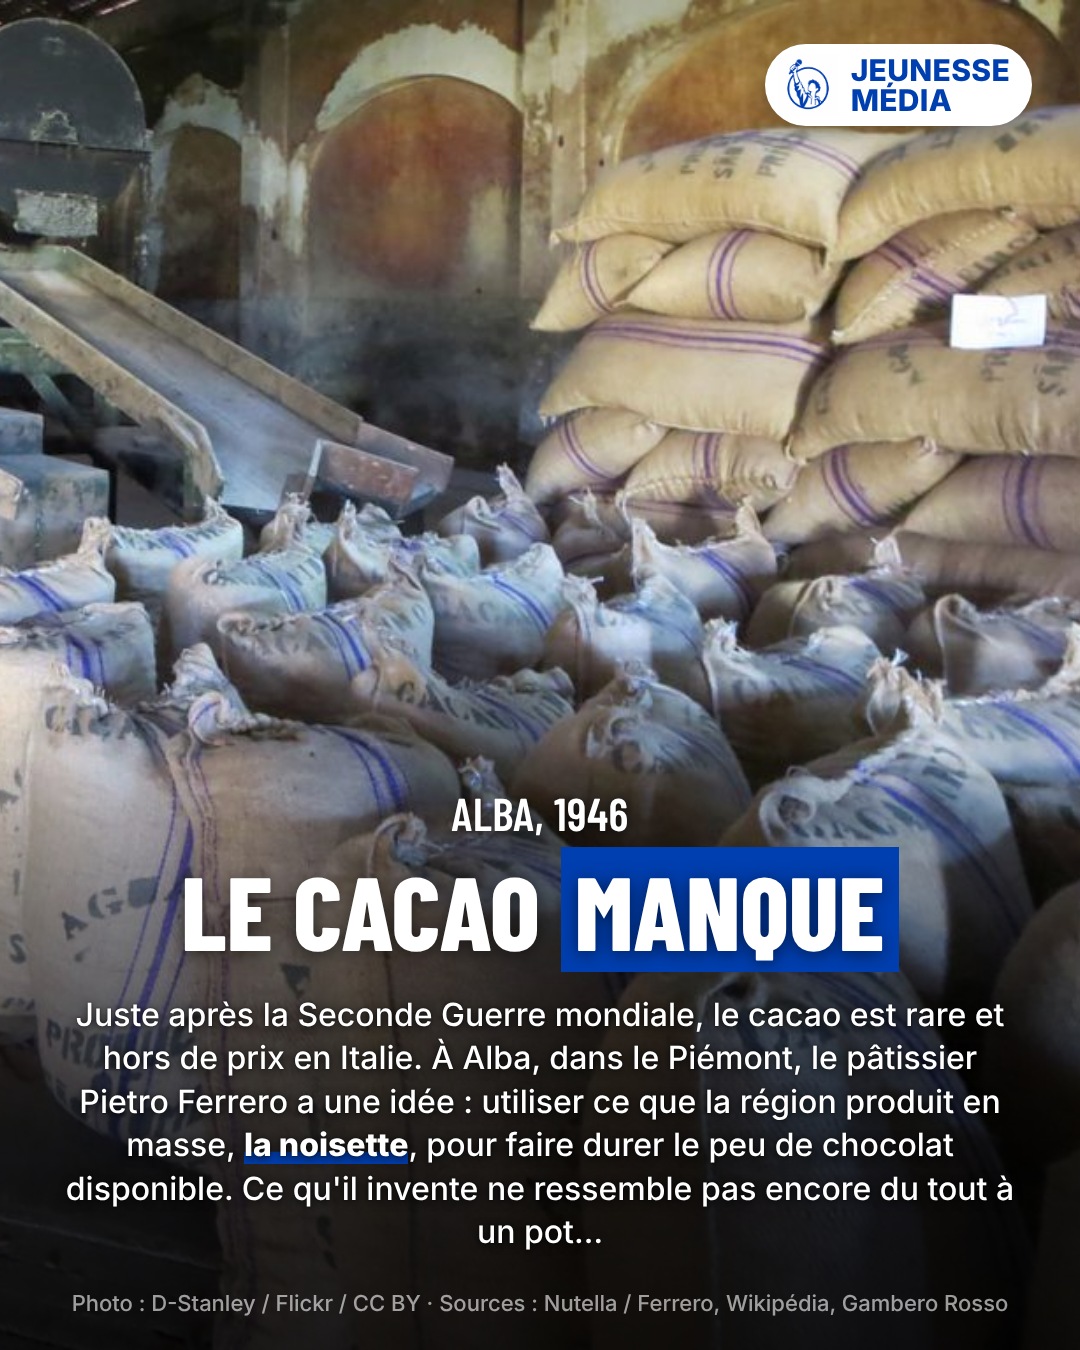 JEUNESSE
MÉDIA
ALBA, 1946
LE CACAO MANQUE
Juste après la Seconde Guerre mondiale, le cacao est rare et
hors de prix en Italie. À Alba, dans le Piémont, le pâtissier
Pietro Ferrero a une idée : utiliser ce que la région produit en
masse, la noisette, pour faire durer le peu de chocolat
disponible. Ce qu'il invente ne ressemble pas encore du tout à
un pot...
Photo : D-Stanley / Flickr / CC BY · Sources : Nutella / Ferrero, Wikipédia, Gambero Rosso